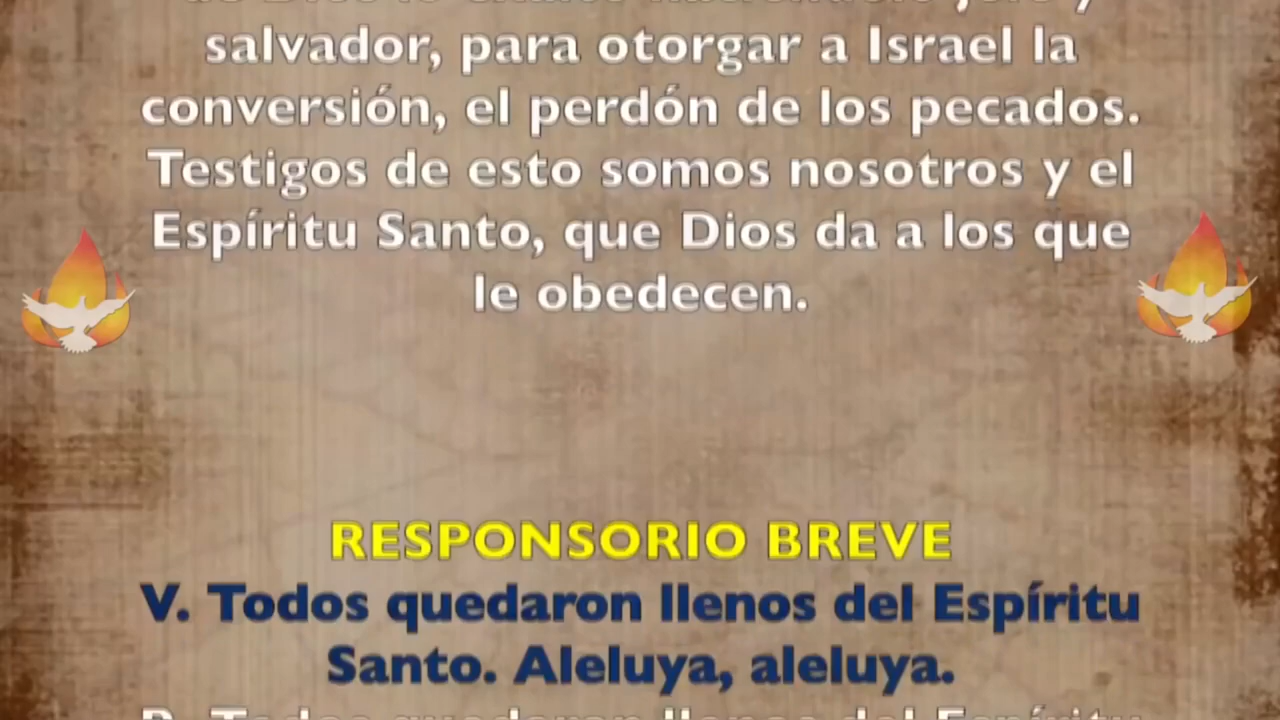 salvador, para otorgar a Israel la
conversión, el perdón de los pecados.
Testigos de esto somos nosotros y el
Espíritu Santo, que Dios da a los que
le obedecen.
RESPONSORIO BREVE
V. Todos quedaron llenos del Espíritu
Santo. Aleluya, aleluya.